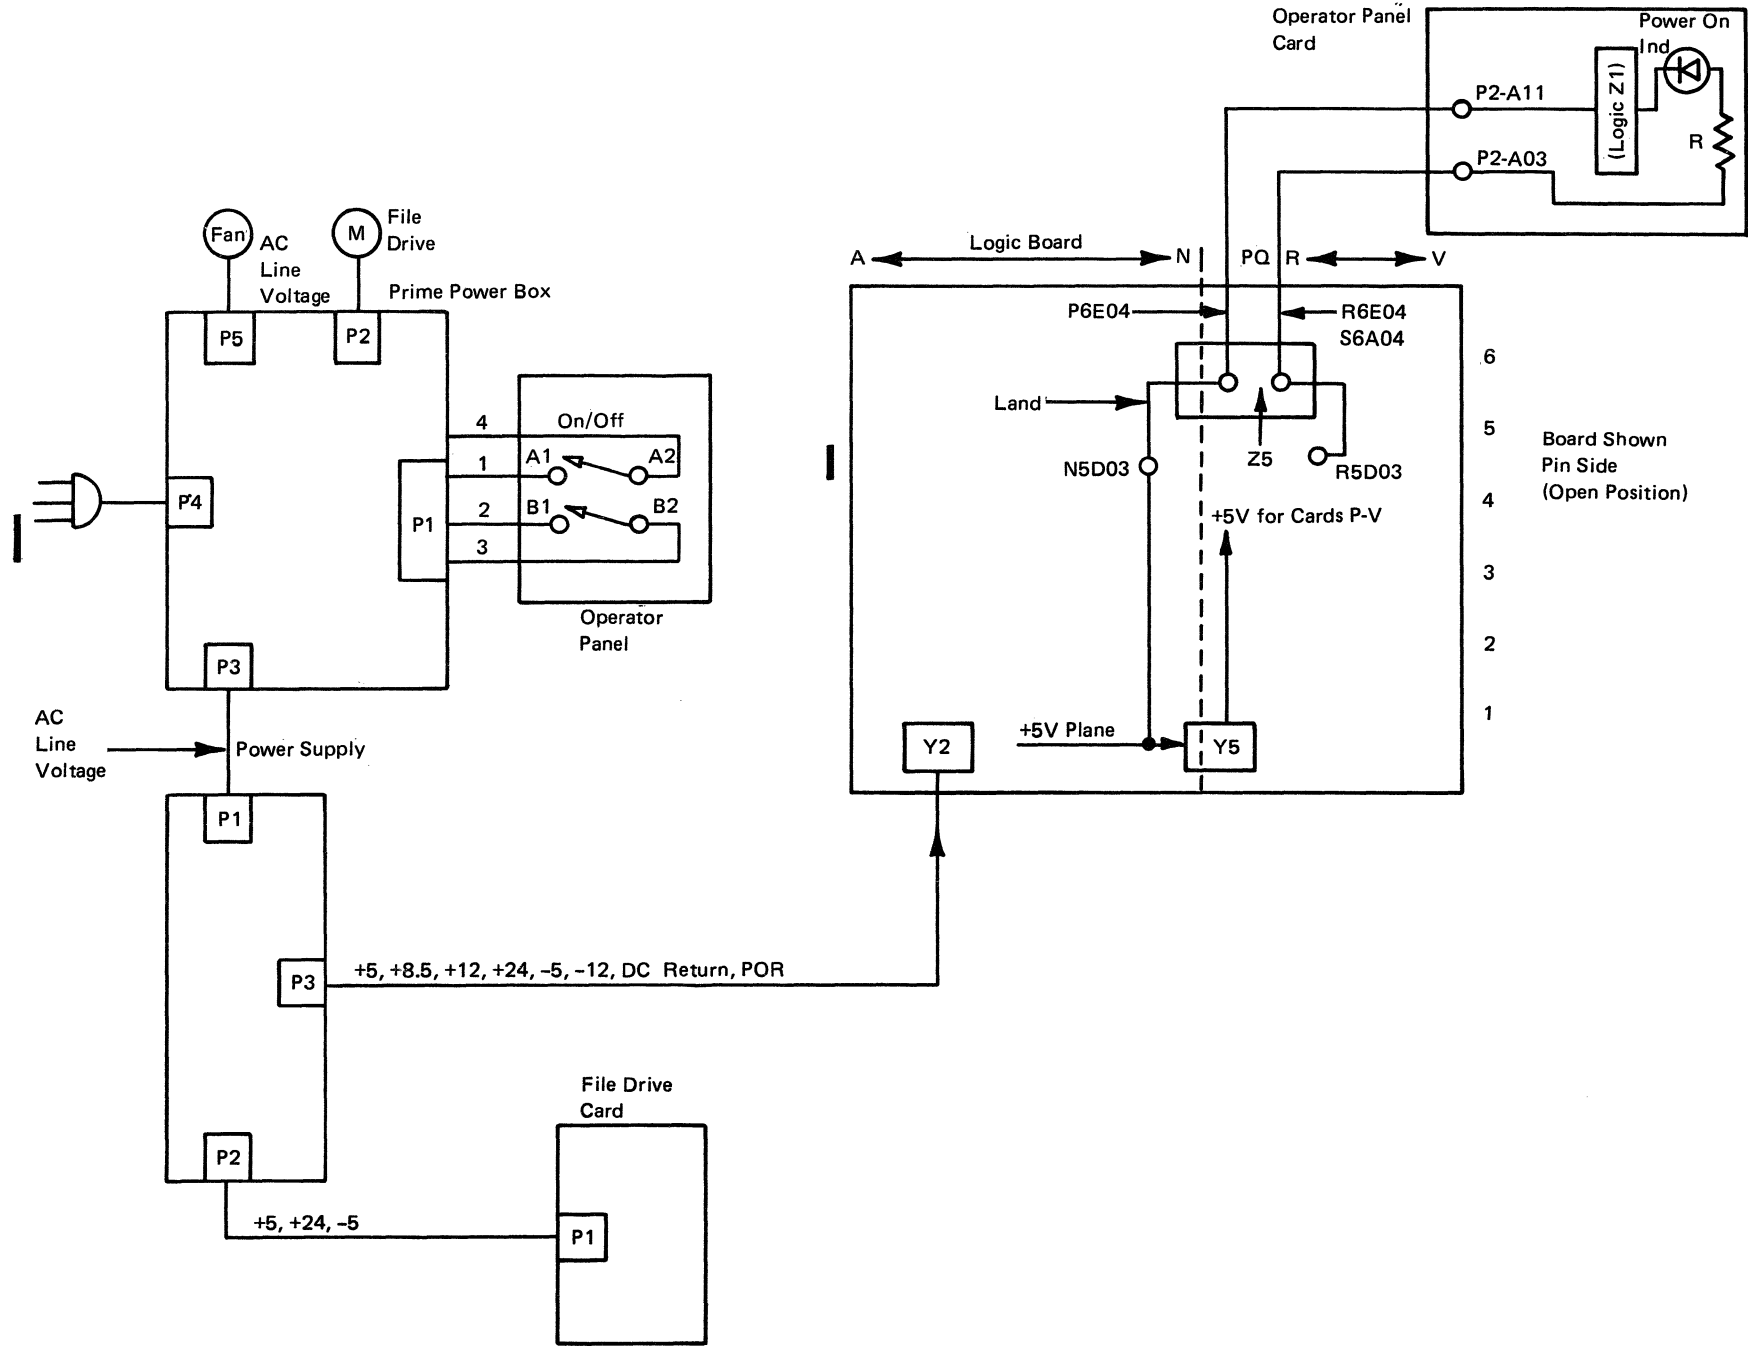 Operator Panel
Card
Power On
Ind
P2-A11
(Logic Z1)
P2-A03
R
Fan
AC
Line
Voltage
M
File
Drive
Prime Power Box
P5
P2
P4
P1
P3
4
1
2
3
On/Off
A1
A2
B1
B2
Operator
Panel
A
Logic Board
N
PQ
R
V
P6E04
R6E04
S6A04
Land
Z5
N5D03
R5D03
+5V for Cards P-V
+5V Plane
Y2
Y5
6
5
4
3
2
1
Board Shown
Pin Side
(Open Position)
AC
Line
Voltage
Power Supply
P1
P3
+5, +8.5, +12, +24, –5, –12, DC Return, POR
P2
+5, +24, –5
File Drive
Card
P1